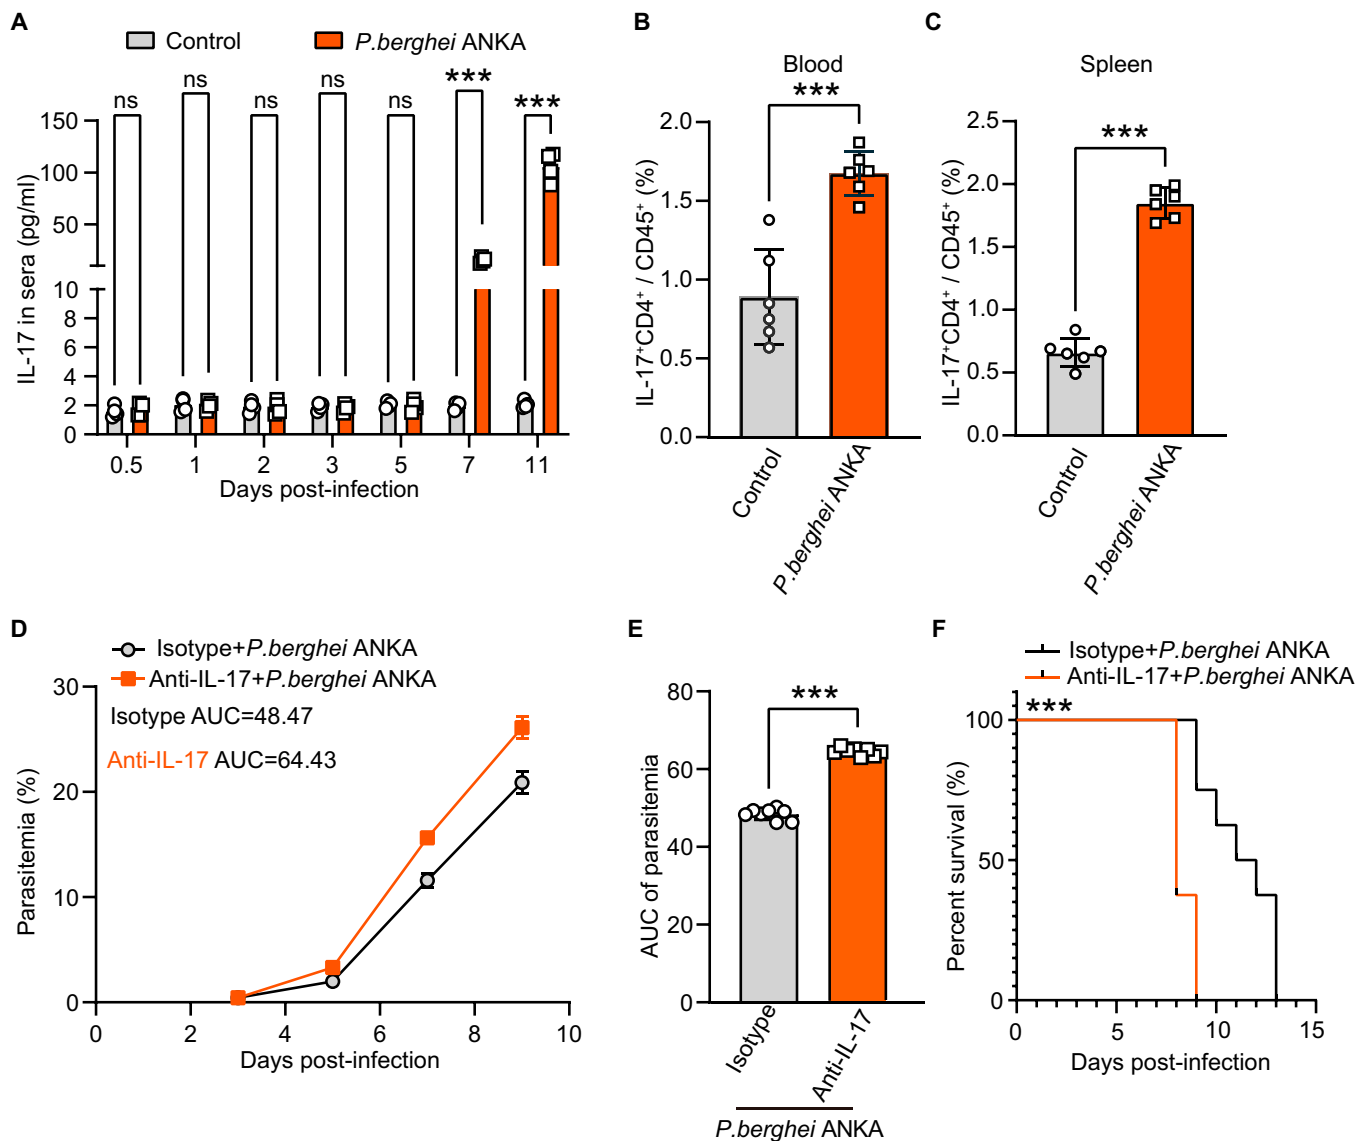 A
Control
P.berghei ANKA
ns
ns
ns
ns
ns
***
***
IL-17 in sera (pg/ml)
150
100
50
10
8
6
4
2
0
0.5 1 2 3 5 7 11
Days post-infection
B
Blood
***
IL-17⁺CD4⁺ / CD45⁺ (%)
2.0
1.5
1.0
0.5
0.0
Control
P.berghei ANKA
C
Spleen
***
IL-17⁺CD4⁺ / CD45⁺ (%)
2.5
2.0
1.5
1.0
0.5
0.0
Control
P.berghei ANKA
D
Isotype+P.berghei ANKA
Anti-IL-17+P.berghei ANKA
Isotype AUC=48.47
Anti-IL-17 AUC=64.43
Parasitemia (%)
30
20
10
0
0 2 4 6 8 10
Days post-infection
E
***
AUC of parasitemia
80
60
40
20
0
Isotype
Anti-IL-17
P.berghei ANKA
F
Isotype+P.berghei ANKA
Anti-IL-17+P.berghei ANKA
***
Percent survival (%)
100
50
0
0 5 10 15
Days post-infection